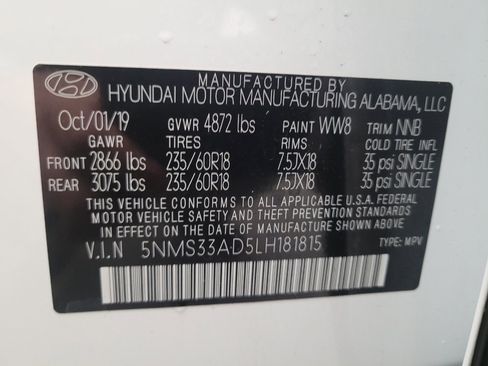 MANUFACTURED BY
HYUNDAI MOTOR MANUFACTURING ALABAMA, LLC
Oct/01/19 GVWR 4872 lbs PAINT WW8 TRIM NNB
GAWR TIRES RIMS COLD TIRE INFL
FRONT 2866 lbs 235/60R18 7.5JX18 35 psi SINGLE
REAR 3075 lbs 235/60R18 7.5JX18 35 psi SINGLE
THIS VEHICLE CONFORMS TO ALL APPLICABLE U.S.A. FEDERAL
MOTOR VEHICLE SAFETY AND THEFT PREVENTION STANDARDS
IN EFFECT ON THE DATE OF MANUFACTURE SHOWN ABOVE.
V.I.N 5NMS33AD5LH181815 TYPE: MPV